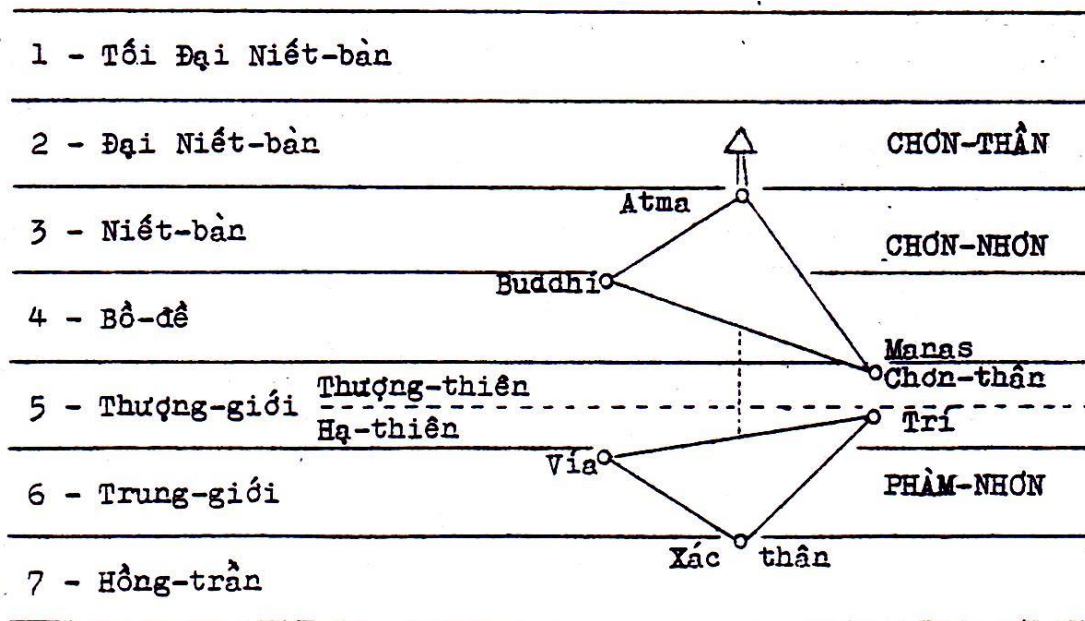 1 - Tối Đại Niết-bàn
2 - Đại Niết-bàn
CHƠN-THẦN
Atma
3 - Niết-bàn
CHƠN-NHƠN
Buddhi
4 - Bồ-đề
Manas
Chơn-thân
5 - Thượng-giới
Thượng-thiên
Hạ-thiên
Trí
Vía
6 - Trung-giới
PHÀM-NHƠN
Xác thân
7 - Hồng-trần